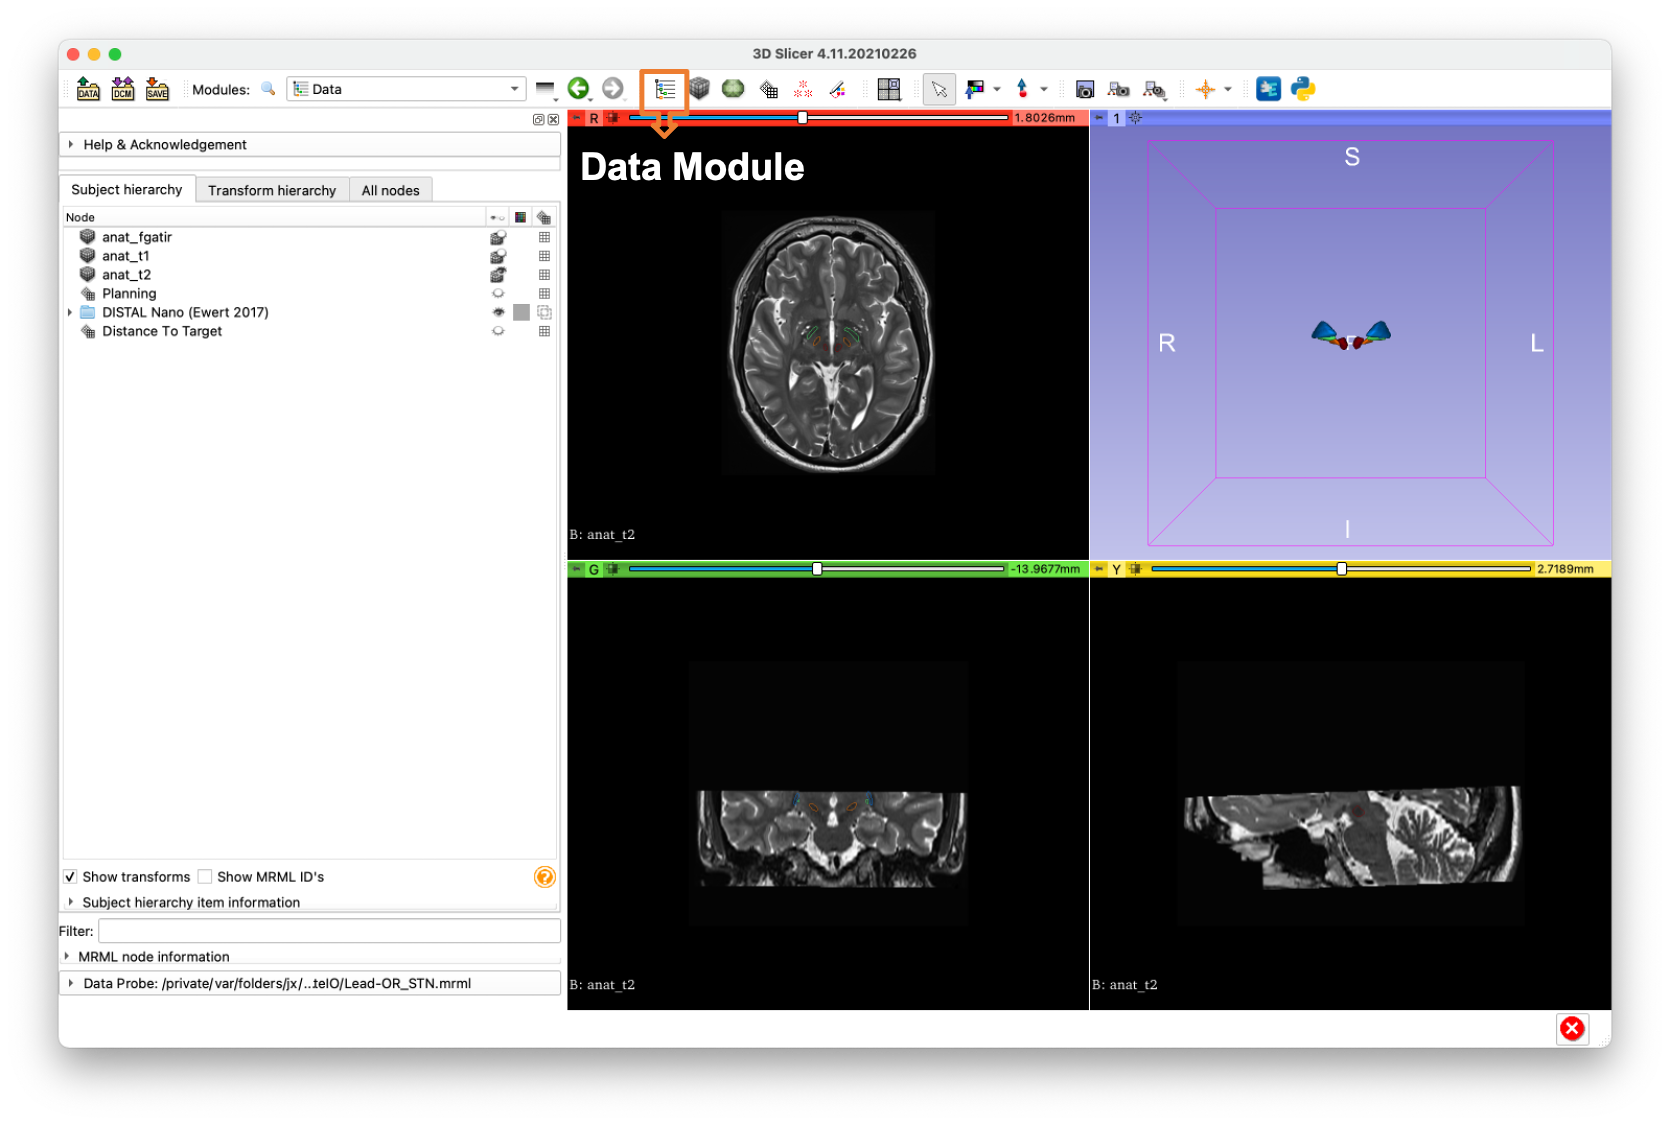 3D Slicer 4.11.20210226
DATA DCM SAVE Modules: Data
R 1.8026mm 1
Help & Acknowledgement
Data Module
S
Subject hierarchy Transform hierarchy All nodes
Node
anat_fgatir
anat_t1
anat_t2
Planning
DISTAL Nano (Ewert 2017)
Distance To Target
R L
I
B: anat_t2
G -13.9677mm Y 2.7189mm
Show transforms Show MRML ID's
Subject hierarchy item information
Filter:
MRML node information
Data Probe: /private/var/folders/jx/...teIO/Lead-OR_STN.mrml
B: anat_t2 B: anat_t2